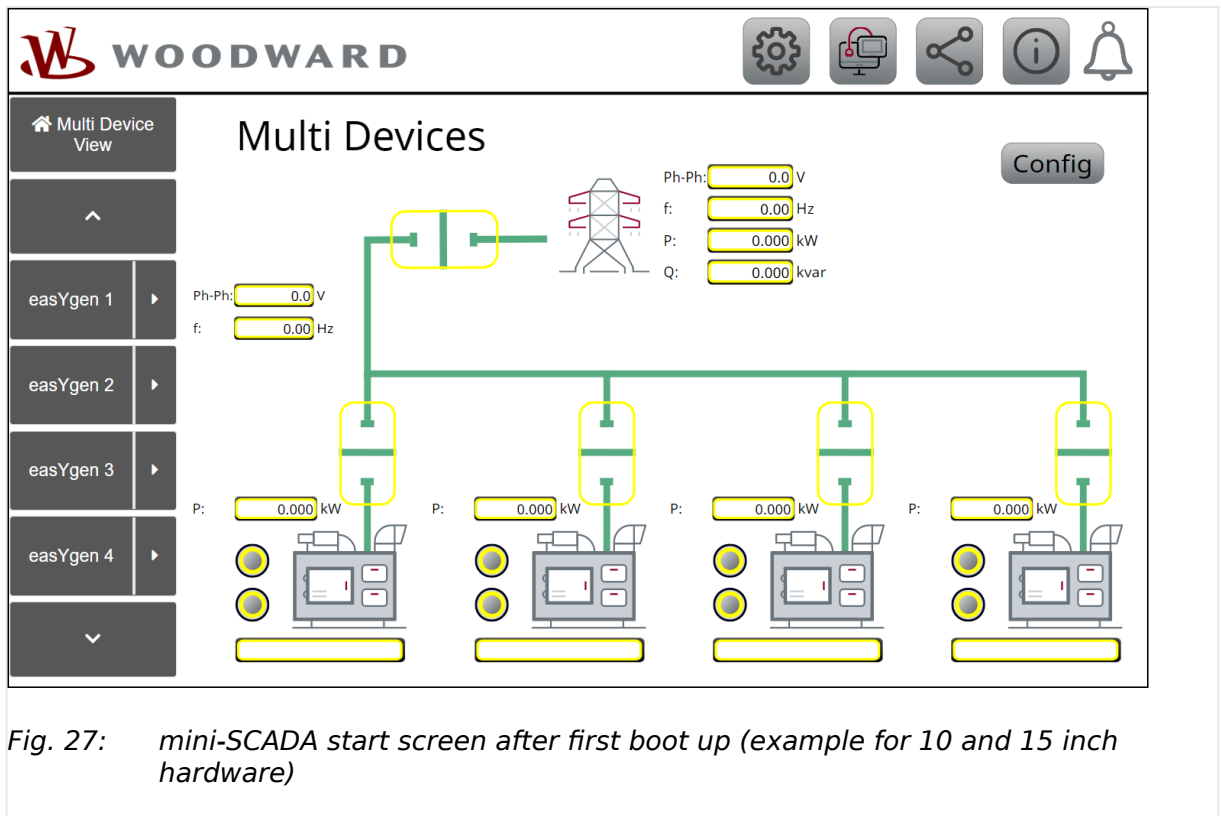 WOODWARD
Multi Device
View
Multi Devices
Config
Ph-Ph: 0.0 V
f: 0.00 Hz
P: 0.000 kW
Q: 0.000 kvar
easYgen 1
Ph-Ph: 0.0 V
f: 0.00 Hz
easYgen 2
easYgen 3
P: 0.000 kW P: 0.000 kW P: 0.000 kW P: 0.000 kW
easYgen 4
Fig. 27: mini-SCADA start screen after first boot up (example for 10 and 15 inch
hardware)